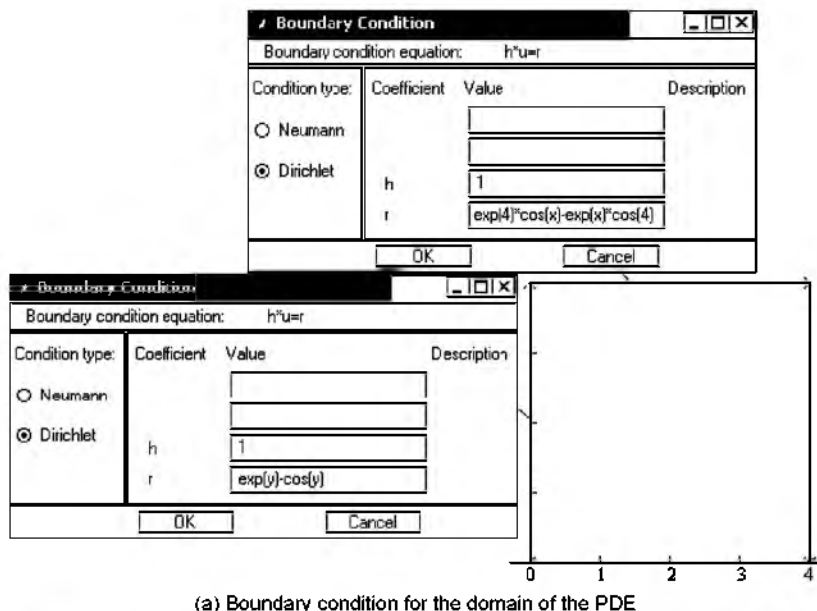 Boundary Condition
Boundary condition equation: h*u=r
Condition type: Coefficient Value Description
Neumann
Dirichlet
h 1
r exp(4)*cos(x)-exp(x)*cos(4)
OK Cancel
Boundary Condition
Boundary condition equation: h*u=r
Condition type: Coefficient Value Description
Neumann
Dirichlet
h 1
r exp(y)-cos(y)
OK Cancel
0 1 2 3 4
(a) Boundary condition for the domain of the PDE